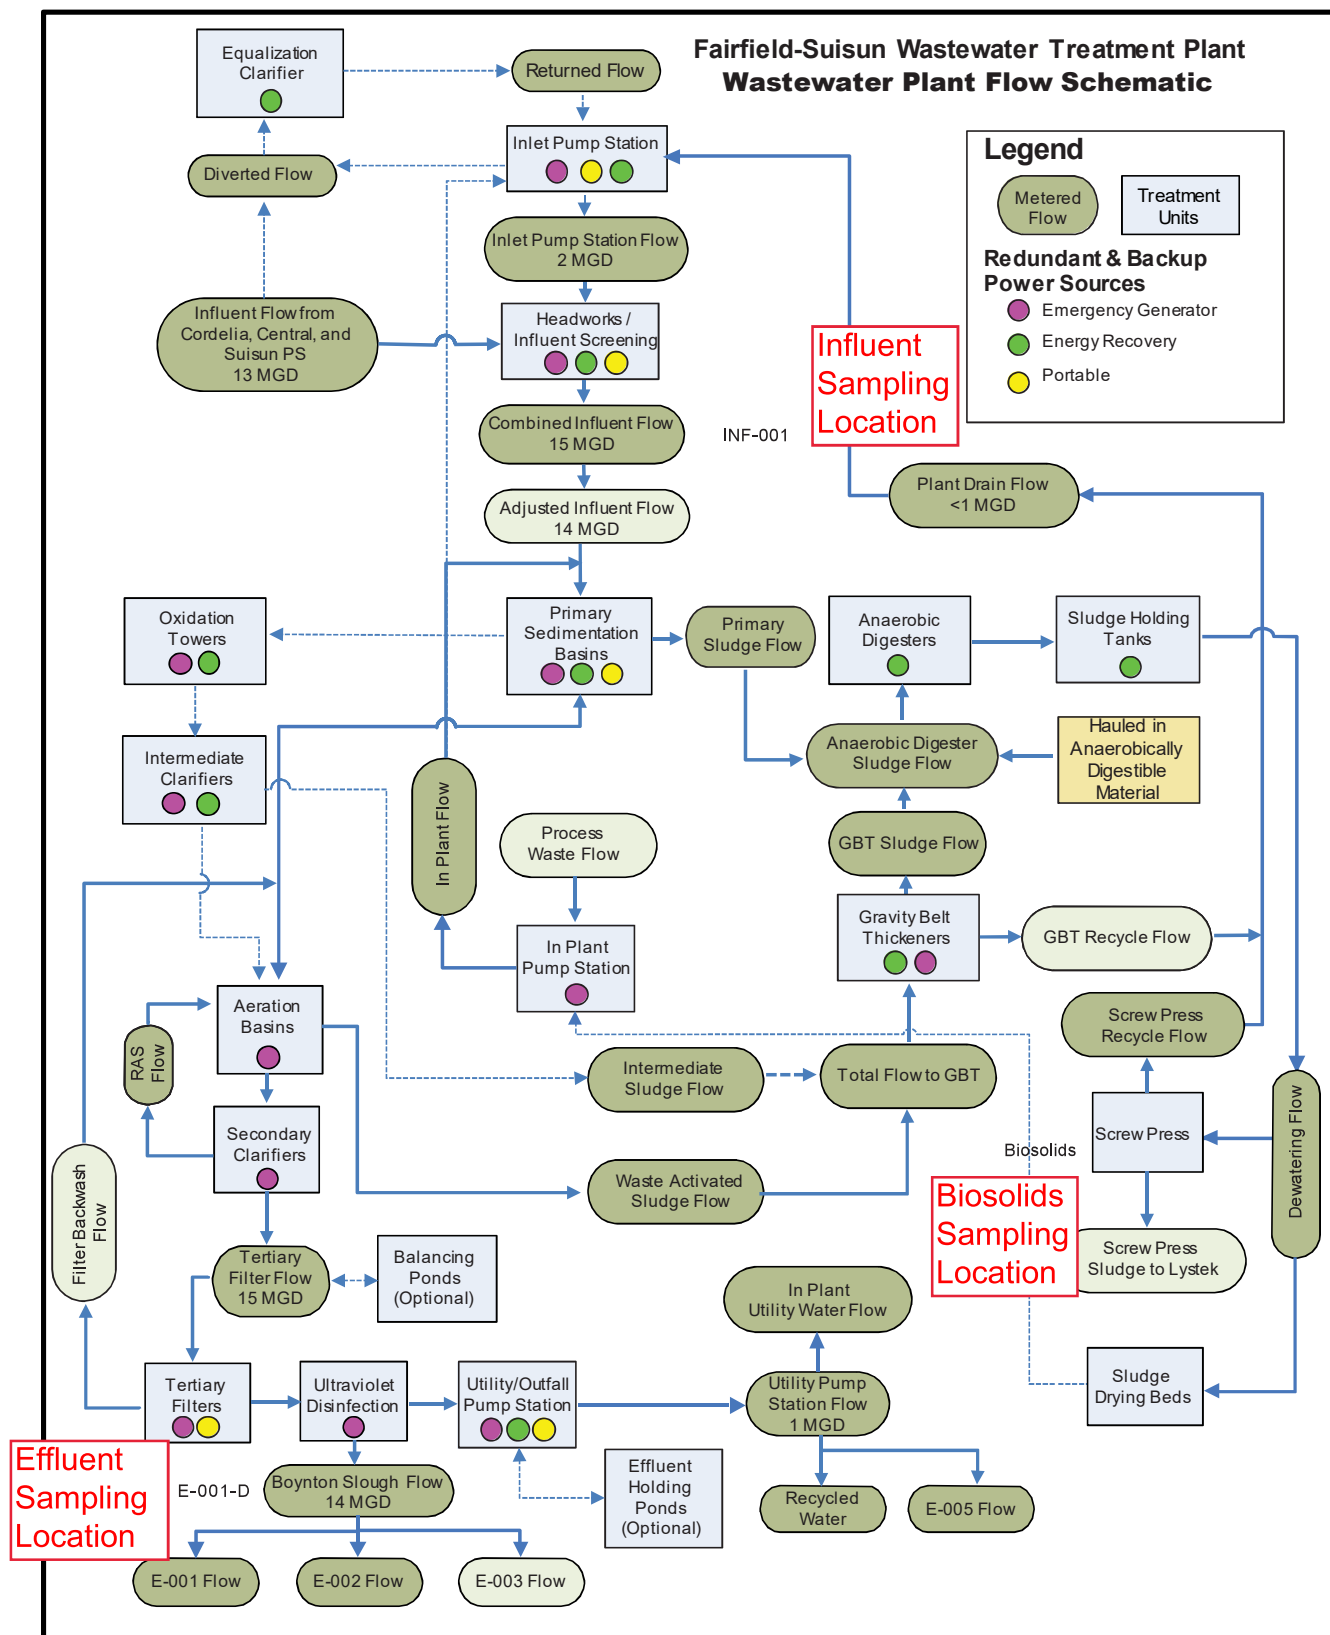 Fairfield-Suisun Wastewater Treatment Plant
Wastewater Plant Flow Schematic
Equalization
Clarifier
Returned Flow
Inlet Pump Station
Diverted Flow
Inlet Pump Station Flow
2 MGD
Influent Flow from
Cordelia, Central, and
Suisun PS
13 MGD
Headworks /
Influent Screening
Legend
Metered
Flow
Treatment
Units
Redundant & Backup
Power Sources
Emergency Generator
Energy Recovery
Portable
Influent
Sampling
Location
INF-001
Combined Influent Flow
15 MGD
Adjusted Influent Flow
14 MGD
Plant Drain Flow
<1 MGD
Oxidation
Towers
Primary
Sedimentation
Basins
Primary
Sludge Flow
Anaerobic
Digesters
Sludge Holding
Tanks
Intermediate
Clarifiers
Anaerobic Digester
Sludge Flow
Hauled in
Anaerobically
Digestible
Material
In Plant Flow
Process
Waste Flow
GBT Sludge Flow
In Plant
Pump Station
Gravity Belt
Thickeners
GBT Recycle Flow
Aeration
Basins
RAS
Flow
Screw Press
Recycle Flow
Intermediate
Sludge Flow
Total Flow to GBT
Secondary
Clarifiers
Screw Press
Dewatering Flow
Biosolids
Biosolids
Sampling
Location
Waste Activated
Sludge Flow
Filter Backwash
Flow
Screw Press
Sludge to Lystek
Tertiary
Filter Flow
15 MGD
Balancing
Ponds
(Optional)
In Plant
Utility Water Flow
Tertiary
Filters
Ultraviolet
Disinfection
Utility/Outfall
Pump Station
Utility Pump
Station Flow
1 MGD
Sludge
Drying Beds
Effluent
Sampling
Location
E-001-D
Boynton Slough Flow
14 MGD
Effluent
Holding
Ponds
(Optional)
Recycled
Water
E-005 Flow
E-001 Flow
E-002 Flow
E-003 Flow